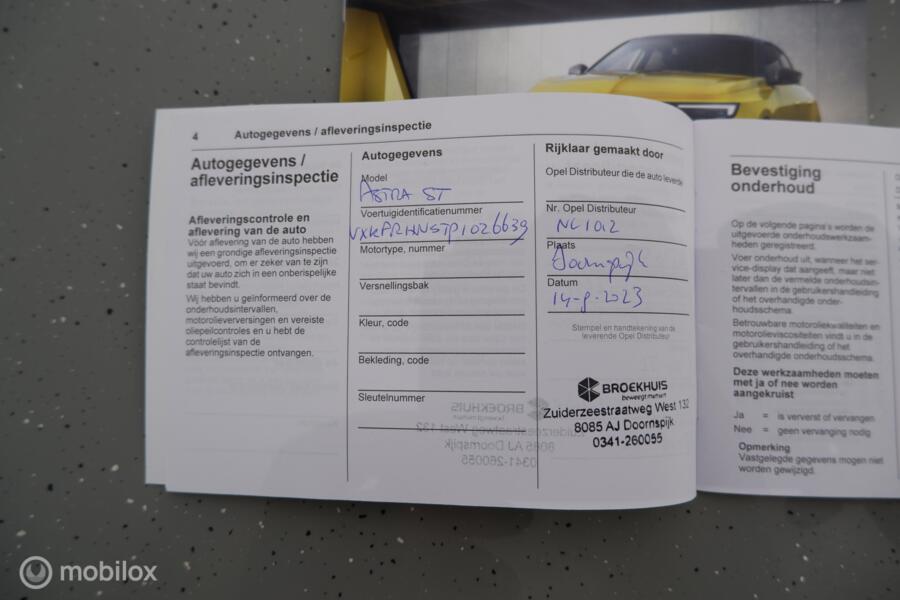 4 Autogegevens / afleveringsinspectie
Autogegevens /
afleveringsinspectie
Afleveringscontrole en
aflevering van de auto
Vóór aflevering van de auto hebben
wij een grondige afleveringsinspectie
uitgevoerd, om er zeker van te zijn
dat uw auto zich in een onberispelijke
staat bevindt.
Wij hebben u geïnformeerd over de
onderhoudsintervallen,
motorolieverversingen en vereiste
oliepeilcontroles en u hebt de
controlelijst van de
afleveringsinspectie ontvangen.
Autogegevens
Model
ASTRA ST
Voertuigidentificatienummer
Motortype, nummer
Versnellingsbak
Kleur, code
Bekleding, code
Sleutelnummer
Rijklaar gemaakt door
Opel Distributeur die de auto leverde
Nr. Opel Distributeur
Plaats
Doornspijk
Datum
2023
Stempel en handtekening van de
leverende Opel Distributeur
BROEKHUIS
beweegt mensen
Zuiderzeestraatweg West 132
8085 AJ Doornspijk
0341-260055
Bevestiging
onderhoud
Op de volgende pagina's worden de
uitgevoerde onderhoudswerkzaam-
heden geregistreerd.
Voer onderhoud uit, wanneer het ser-
vice-display dat aangeeft, maar niet
later dan de vermelde onderhoudsin-
tervallen in de gebruikershandleiding
of het overhandigde onder-
houdsschema.
Betrouwbare motoroliekwaliteiten en
motorolieviscositeiten vindt u in de
gebruikershandleiding of het
overhandigde onderhoudsschema.
Deze werkzaamheden moeten
met ja of nee worden
aangekruist
Ja = is ververst of vervangen
Nee = geen vervanging nodig
Opmerking
Vastgelegde gegevens mogen niet
worden gewijzigd.
mobilox